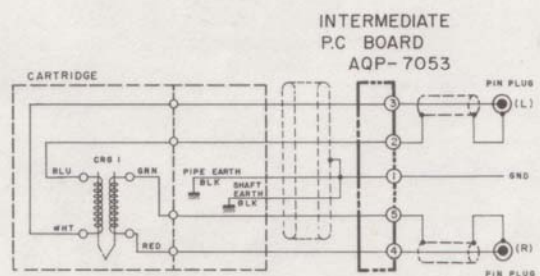 INTERMEDIATE
P.C BOARD
AQP-7053
CARTRIDGE
PIN PLUG
3
(L)
2
CRG 1
BLU
GRN
PIPE EARTH
BLK
1
GND
SHAFT
EARTH
BLK
5
WHT
RED
4
(R)
PIN PLUG